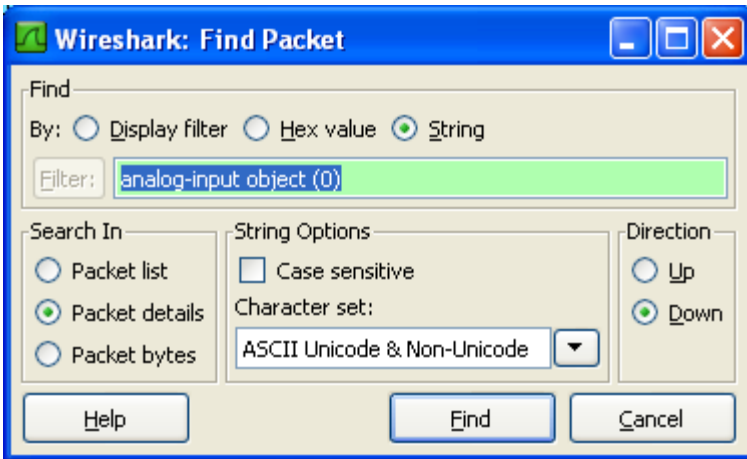 Wireshark: Find Packet
Find
By: Display filter Hex value String
Filter: analog-input object (0)
Search In
Packet list
Packet details
Packet bytes
String Options
Case sensitive
Character set:
ASCII Unicode & Non-Unicode
Direction
Up
Down
Help Find Cancel